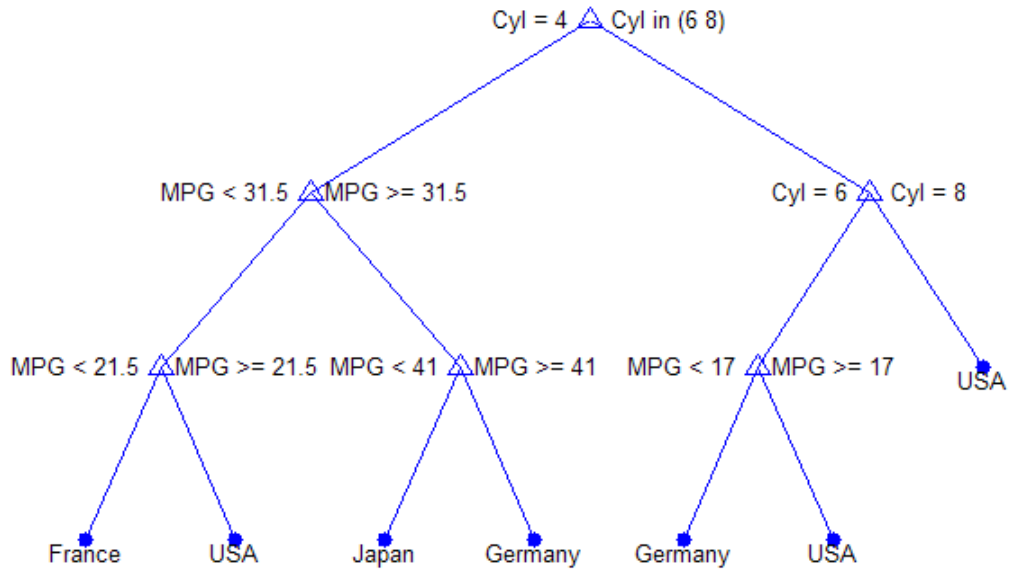 Cyl = 4 Cyl in (6 8)
MPG < 31.5 MPG >= 31.5 Cyl = 6 Cyl = 8
MPG < 21.5 MPG >= 21.5 MPG < 41 MPG >= 41 MPG < 17 MPG >= 17
USA
France USA Japan Germany Germany USA